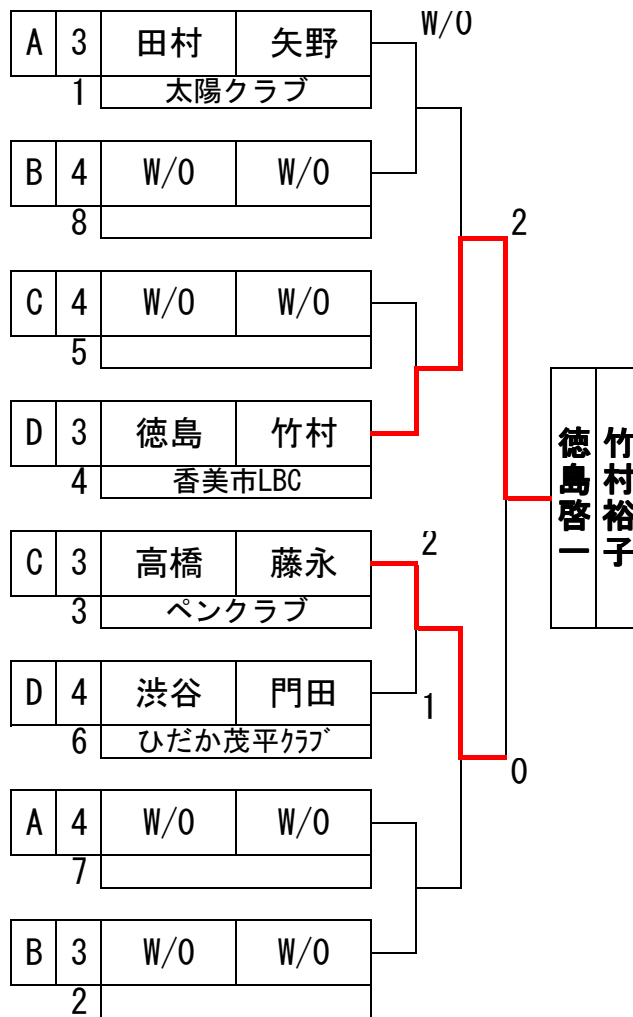 A 3 田村 矢野 W/O
1 太陽クラブ
B 4 W/O W/O
8
2
C 4 W/O W/O
5
D 3 徳島 竹村
4 香美市LBC
徳島啓一
竹村裕子
C 3 高橋 藤永 2
3 ペンクラブ
D 4 渋谷 門田 1
6 ひだか茂平ｸﾗﾌﾞ
0
A 4 W/O W/O
7
B 3 W/O W/O
2